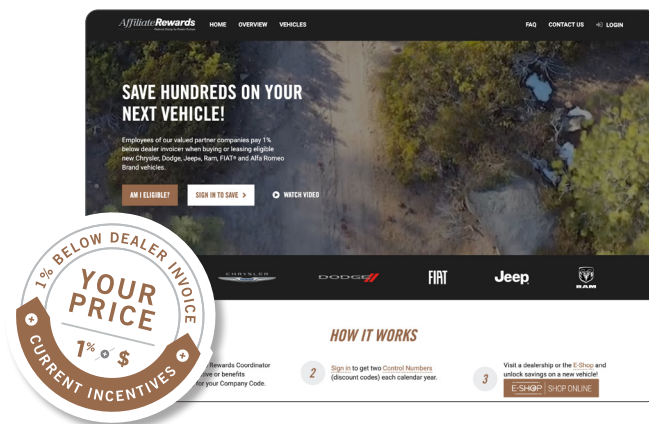 AffiliateRewards
HOME OVERVIEW VEHICLES
FAQ CONTACT US LOGIN
SAVE HUNDREDS ON YOUR
NEXT VEHICLE!
Employees of our valued partner companies pay 1%
below dealer invoice† when buying or leasing eligible
new Chrysler, Dodge, Jeep®, Ram, FIAT® and Alfa Romeo
Brand vehicles.
AM I ELIGIBLE?
SIGN IN TO SAVE >
WATCH VIDEO
1% BELOW DEALER INVOICE
YOUR
PRICE
1% $
CURRENT INCENTIVES
CHRYSLER
DODGE
FIAT
Jeep
RAM
HOW IT WORKS
Rewards Coordinator
or benefits
for your Company Code.
2
Sign in to get two Control Numbers
(discount codes) each calendar year.
3
Visit a dealership or the E-Shop and
unlock savings on a new vehicle!
E-SHOP SHOP ONLINE